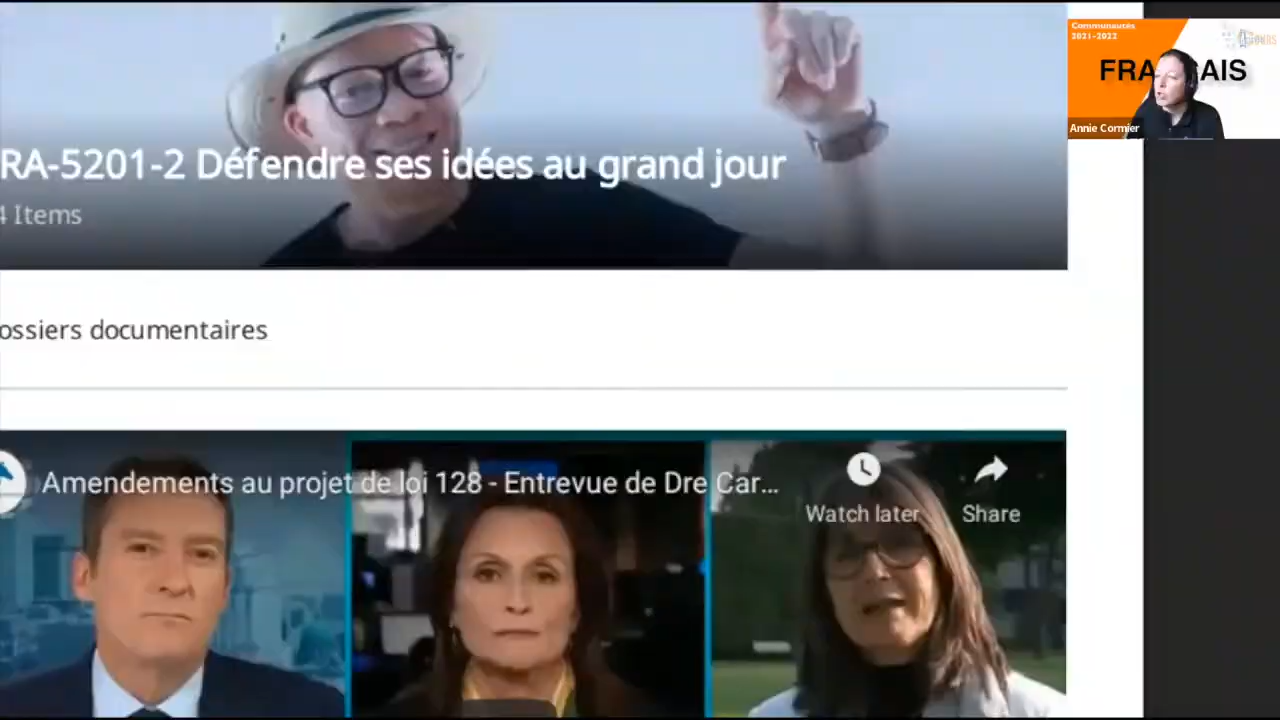 Communautés
2021-2022
FRA AIS
Annie Cormier
RA-5201-2 Défendre ses idées au grand jour
4 Items
ossiers documentaires
Amendements au projet de loi 128 - Entrevue de Dre Car...
Watch later
Share